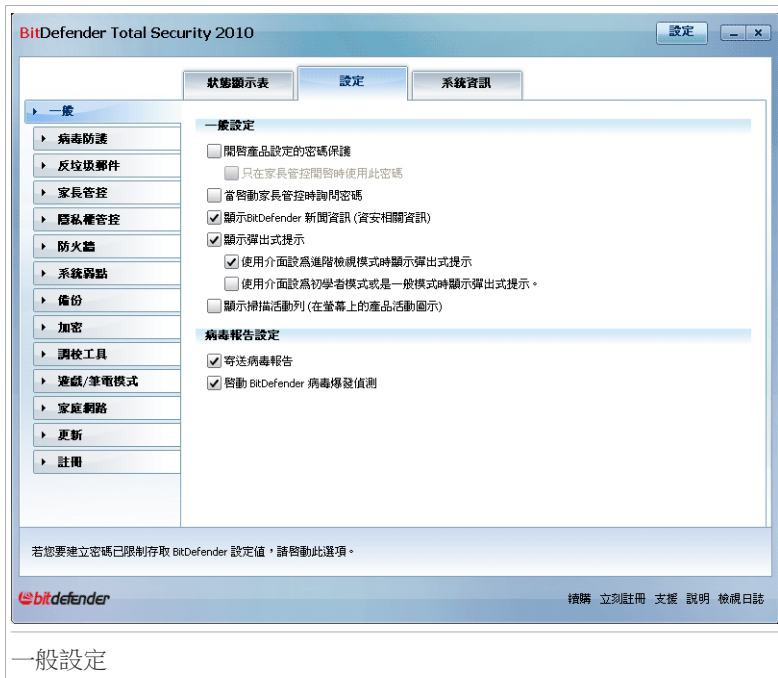 BitDefender Total Security 2010
設定
狀態顯示表 設定 系統資訊
一般
病毒防護
反垃圾郵件
家長管控
隱私權管控
防火牆
系統弱點
備份
加密
調校工具
遊戲/筆電模式
家庭網路
更新
註冊
一般設定
開啓產品設定的密碼保護
只在家長管控開啓時使用此密碼
當啓動家長管控時詢問密碼
顯示BitDefender 新聞資訊 (資安相關資訊)
顯示彈出式提示
使用介面設爲進階檢視模式時顯示彈出式提示
使用介面設爲初學者模式或是一般模式時顯示彈出式提示。
顯示掃描活動列 (在螢幕上的產品活動圖示)
病毒報告設定
寄送病毒報告
啓動 BitDefender 病毒爆發偵測
若您要建立密碼已限制存取 BitDefender 設定值，請啓動此選項。
bitdefender
續購 立刻註冊 支援 說明 檢視日誌
一般設定